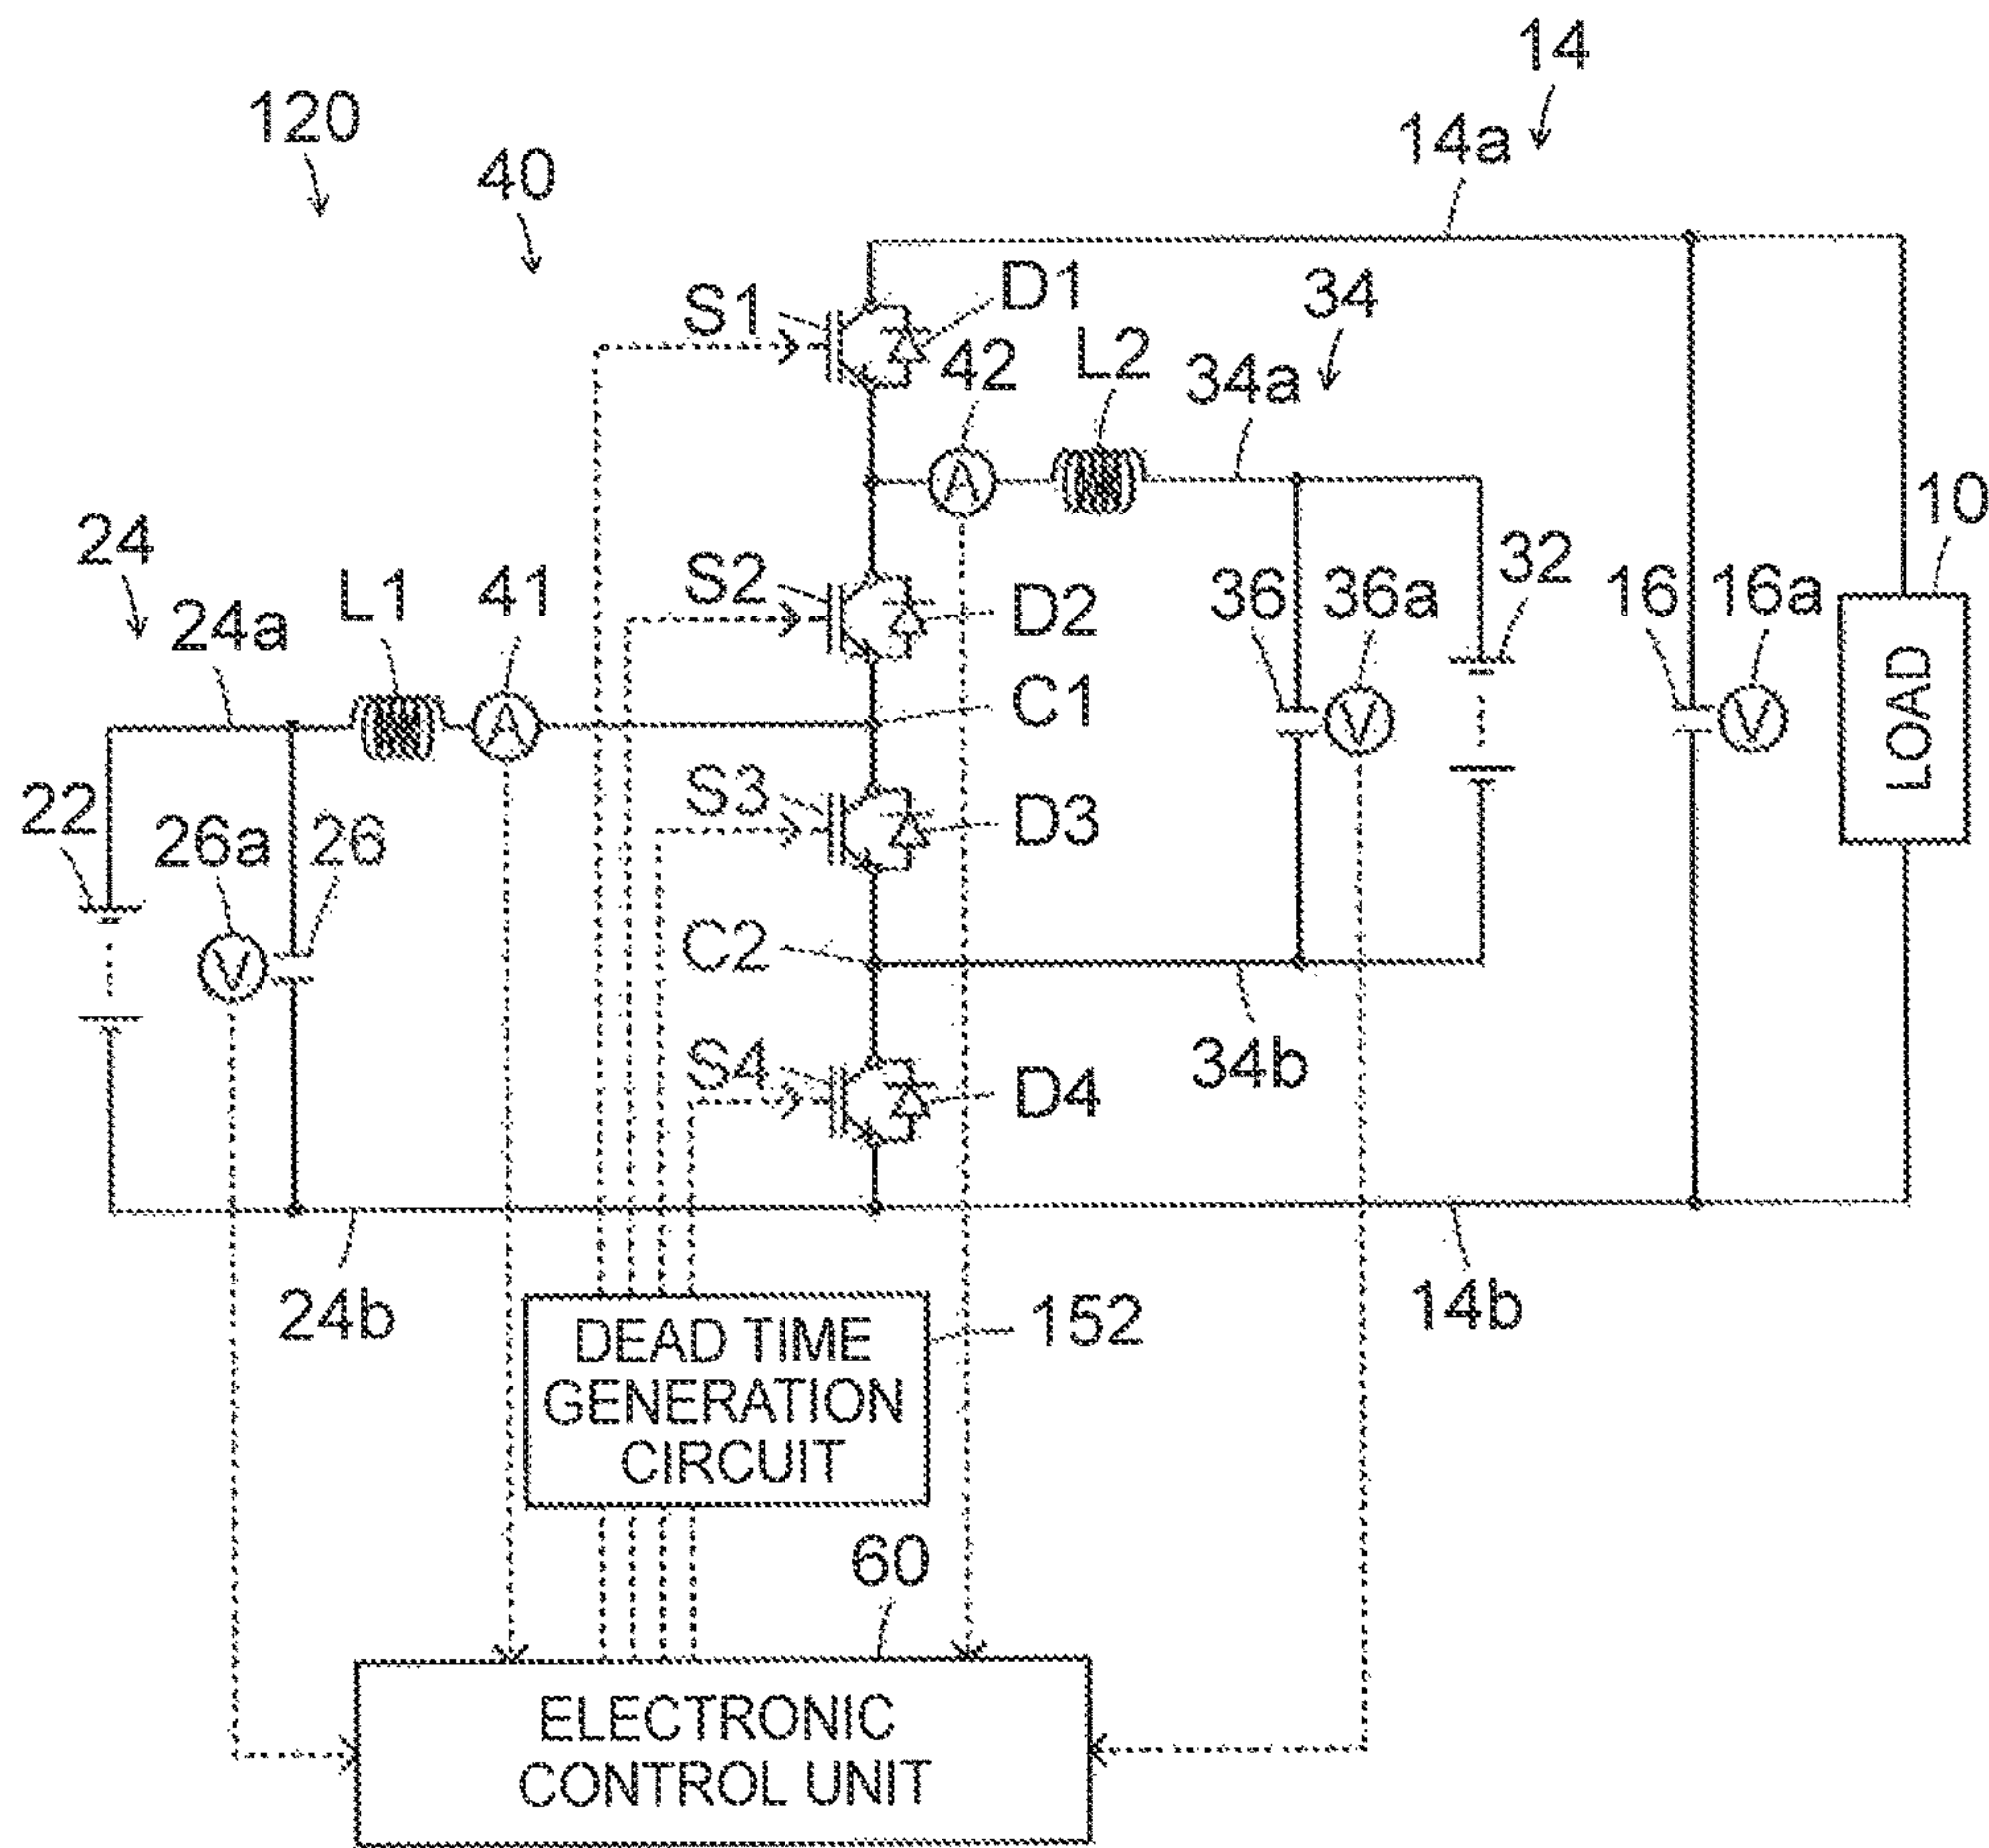 14
120
14a
40
S1
D1
34
42
L2
34a
10
24
S2
41
32
L1
D2
36
36a
16
16a
24a
C1
LOAD
A
A
V
V
22
26a
26
S3
D3
C2
V
34b
S4
D4
24b
152
14b
DEAD TIME
GENERATION
CIRCUIT
60
ELECTRONIC
CONTROL UNIT